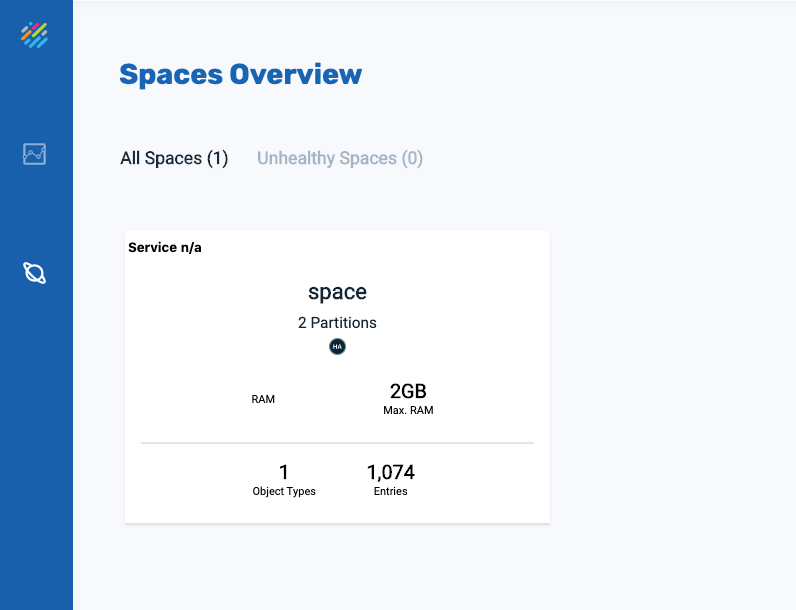 Spaces Overview
All Spaces (1) Unhealthy Spaces (0)
Service n/a
space
2 Partitions
HA
RAM
2GB
Max. RAM
1 1,074
Object Types Entries